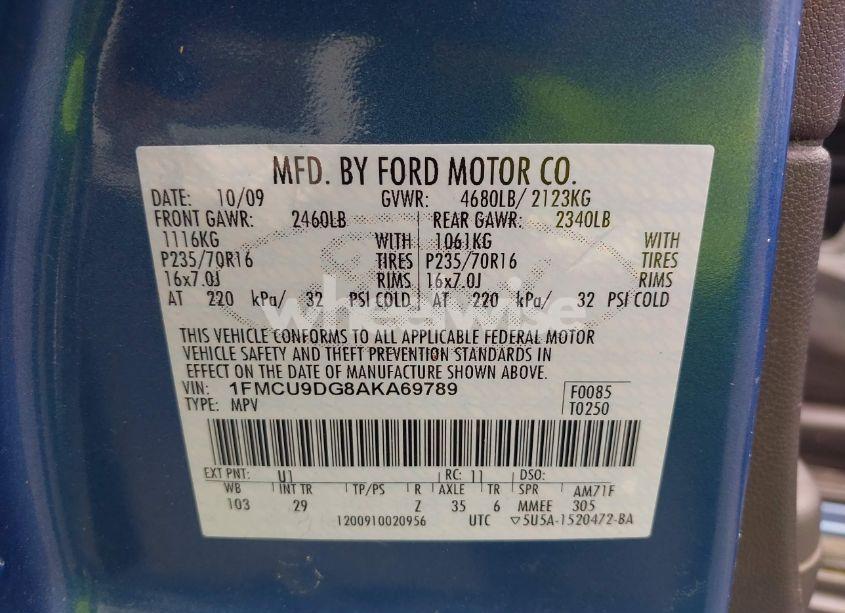 MFD. BY FORD MOTOR CO.
DATE: 10/09 GVWR: 4680LB/ 2123KG
FRONT GAWR: 2460LB REAR GAWR: 2340LB
1116KG WITH 1061KG WITH
P235/70R16 TIRES P235/70R16 TIRES
16x7.0J RIMS 16x7.0J RIMS
AT 220 kPa/ 32 PSI COLD AT 220 kPa/ 32 PSI COLD
wheelwise
THIS VEHICLE CONFORMS TO ALL APPLICABLE FEDERAL MOTOR
VEHICLE SAFETY AND THEFT PREVENTION STANDARDS IN
EFFECT ON THE DATE OF MANUFACTURE SHOWN ABOVE.
VIN: 1FMCU9DG8AKA69789 F0085
TYPE: MPV T0250
EXT PNT: U1 RC: 11 DSO:
WB INT TR TP/PS R AXLE TR SPR AM71F
103 29 Z 35 6 MMEE 305
1200910020956 UTC ▽5U5A-1520472-BA